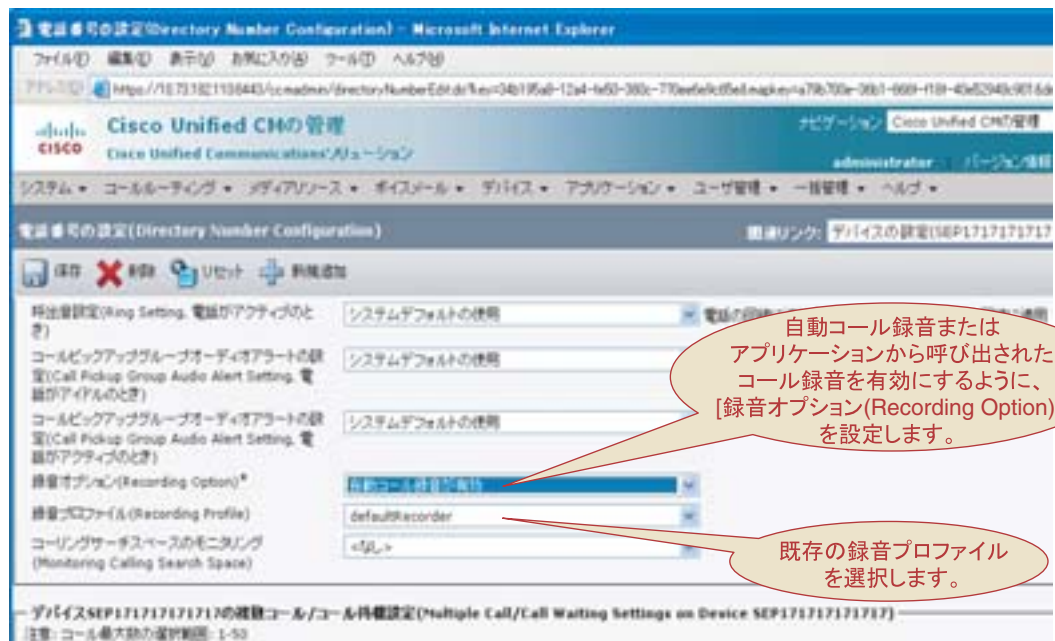 電話番号の設定(Directory Number Configuration) - Microsoft Internet Explorer
ファイル(F) 編集(E) 表示(V) お気に入り(A) ツール(T) ヘルプ(H)
アドレス(D)
CISCO
Cisco Unified CMの管理
Cisco Unified Communicationsソリューション
ナビゲーション Cisco Unified CMの管理
administrator バージョン情報
システム コールルーティング メディアリソース ボイスメール デバイス アプリケーション ユーザ管理 一括管理 ヘルプ
電話番号の設定(Directory Number Configuration)
関連リンク: デバイスの設定(SEP1717171717
保存 削除 リセット 新規追加
呼出音設定(Ring Setting, 電話がアクティブのと
き)
システムデフォルトの使用
コールピックアップグループオーディオアラートの設
定(Call Pickup Group Audio Alert Setting, 電
話がアイドルのとき)
システムデフォルトの使用
コールピックアップグループオーディオアラートの設
定(Call Pickup Group Audio Alert Setting, 電
話がアクティブのとき)
システムデフォルトの使用
録音オプション(Recording Option)*
自動コール録音が有効
録音プロファイル(Recording Profile)
defaultRecorder
コーリングサーチスペースのモニタリング
(Monitoring Calling Search Space)
<なし>
自動コール録音または
アプリケーションから呼び出された
コール録音を有効にするように、
[録音オプション(Recording Option)
を設定します。
既存の録音プロファイル
を選択します。
デバイスSEP171717171717の複数コール/コール待機設定(Multiple Call/Call Waiting Settings on Device SEP171717171717)
注意: コール最大数の選択範囲: 1-50